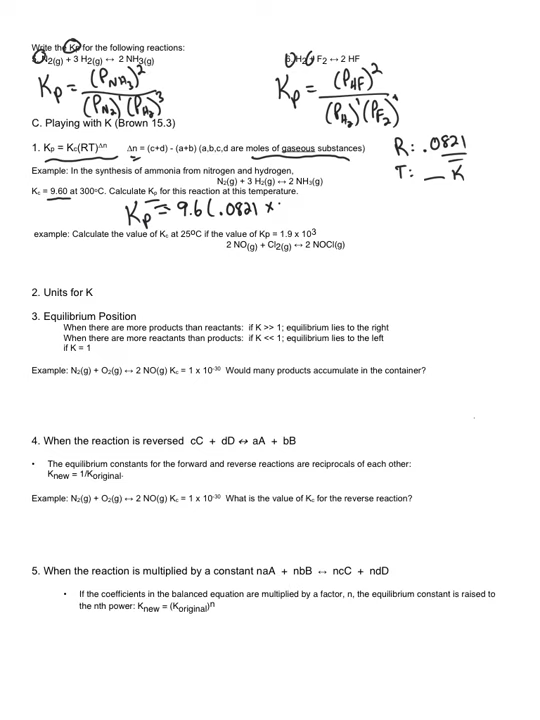 Write the Kp for the following reactions:
N2(g) + 3 H2(g) ↔ 2 NH3(g)
H2 + F2 ↔ 2 HF
Kp = (P NH3)^2 / (P N2)^1 (P H2)^3
Kp = (P HF)^2 / (P H2)^1 (P F2)^1
C. Playing with K (Brown 15.3)
R: .0821
1. Kp = Kc(RT)^Δn    Δn = (c+d) - (a+b) (a,b,c,d are moles of gaseous substances)
T: __ K
Example: In the synthesis of ammonia from nitrogen and hydrogen,
N2(g) + 3 H2(g) ↔ 2 NH3(g)
Kc = 9.60 at 300°C. Calculate Kp for this reaction at this temperature.
Kp = 9.6(.0821 ×
example: Calculate the value of Kc at 25°C if the value of Kp = 1.9 x 10^3
2 NO(g) + Cl2(g) ↔ 2 NOCl(g)
2. Units for K
3. Equilibrium Position
When there are more products than reactants: if K >> 1; equilibrium lies to the right
When there are more reactants than products: if K << 1; equilibrium lies to the left
if K = 1
Example: N2(g) + O2(g) ↔ 2 NO(g) Kc = 1 x 10^-30 Would many products accumulate in the container?
4. When the reaction is reversed cC + dD ↔ aA + bB
• The equilibrium constants for the forward and reverse reactions are reciprocals of each other:
Knew = 1/Koriginal.
Example: N2(g) + O2(g) ↔ 2 NO(g) Kc = 1 x 10^-30 What is the value of Kc for the reverse reaction?
5. When the reaction is multiplied by a constant naA + nbB ↔ ncC + ndD
• If the coefficients in the balanced equation are multiplied by a factor, n, the equilibrium constant is raised to
the nth power: Knew = (Koriginal)^n